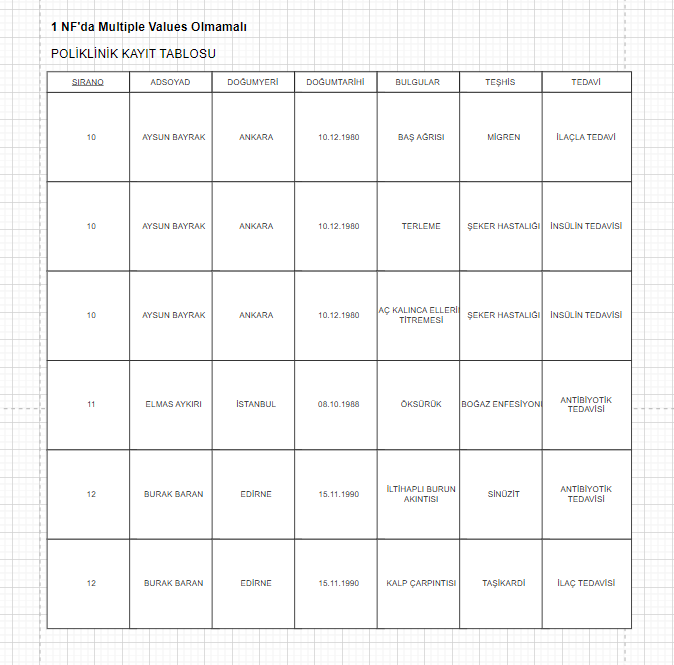 1 NF'da Multiple Values Olmamalı
POLİKLİNİK KAYIT TABLOSU
SIRANO ADSOYAD DOĞUMYERİ DOĞUMTARİHİ BULGULAR TEŞHİS TEDAVİ
10 AYSUN BAYRAK ANKARA 10.12.1980 BAŞ AĞRISI MİGREN İLAÇLA TEDAVİ
10 AYSUN BAYRAK ANKARA 10.12.1980 TERLEME ŞEKER HASTALIĞI İNSÜLİN TEDAVİSİ
10 AYSUN BAYRAK ANKARA 10.12.1980 AÇ KALINCA ELLERİ TİTREMESİ ŞEKER HASTALIĞI İNSÜLİN TEDAVİSİ
11 ELMAS AYKIRI İSTANBUL 08.10.1988 ÖKSÜRÜK BOĞAZ ENFESİYONU ANTİBİYOTİK TEDAVİSİ
12 BURAK BARAN EDİRNE 15.11.1990 İLTİHAPLI BURUN AKINTISI SİNÜZİT ANTİBİYOTİK TEDAVİSİ
12 BURAK BARAN EDİRNE 15.11.1990 KALP ÇARPINTISI TAŞİKARDİ İLAÇ TEDAVİSİ